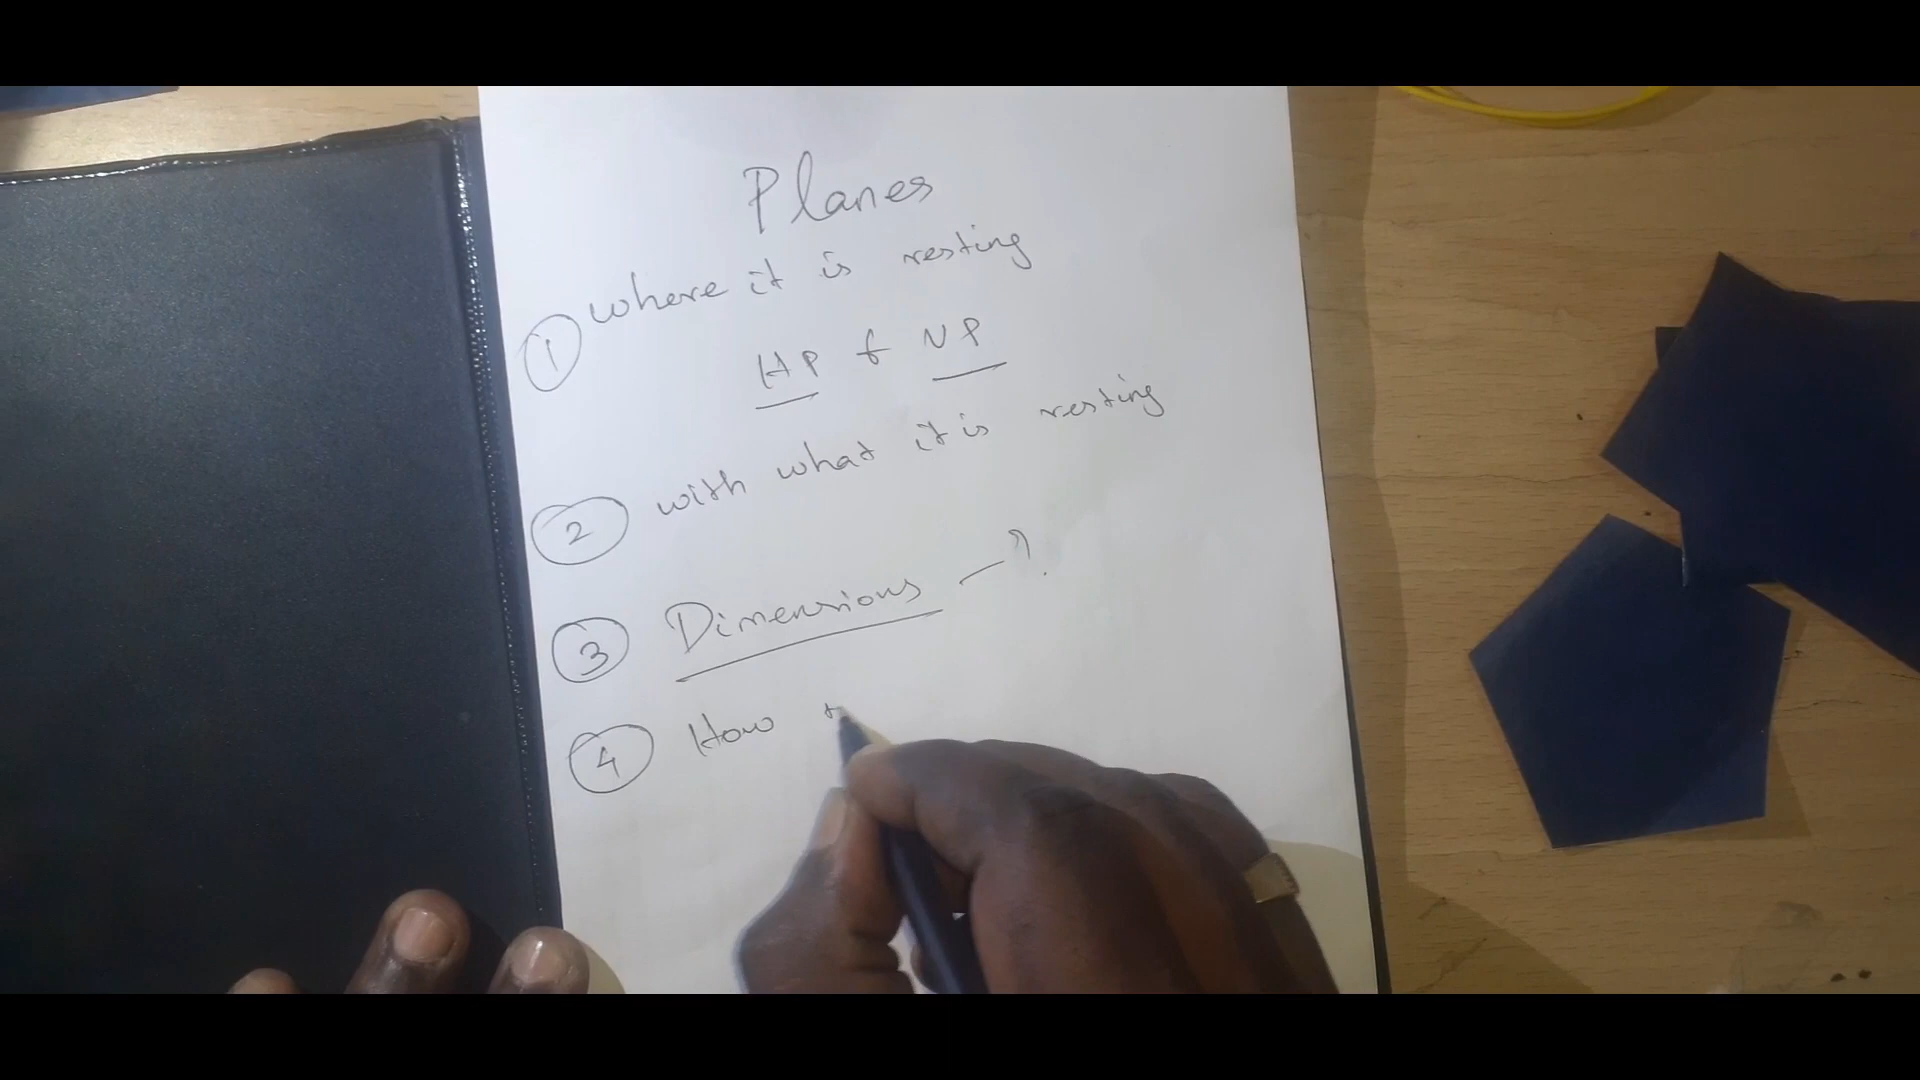 Planes
① where it is resting
HP & VP
② with what it is resting
③ Dimensions - ?
④ How